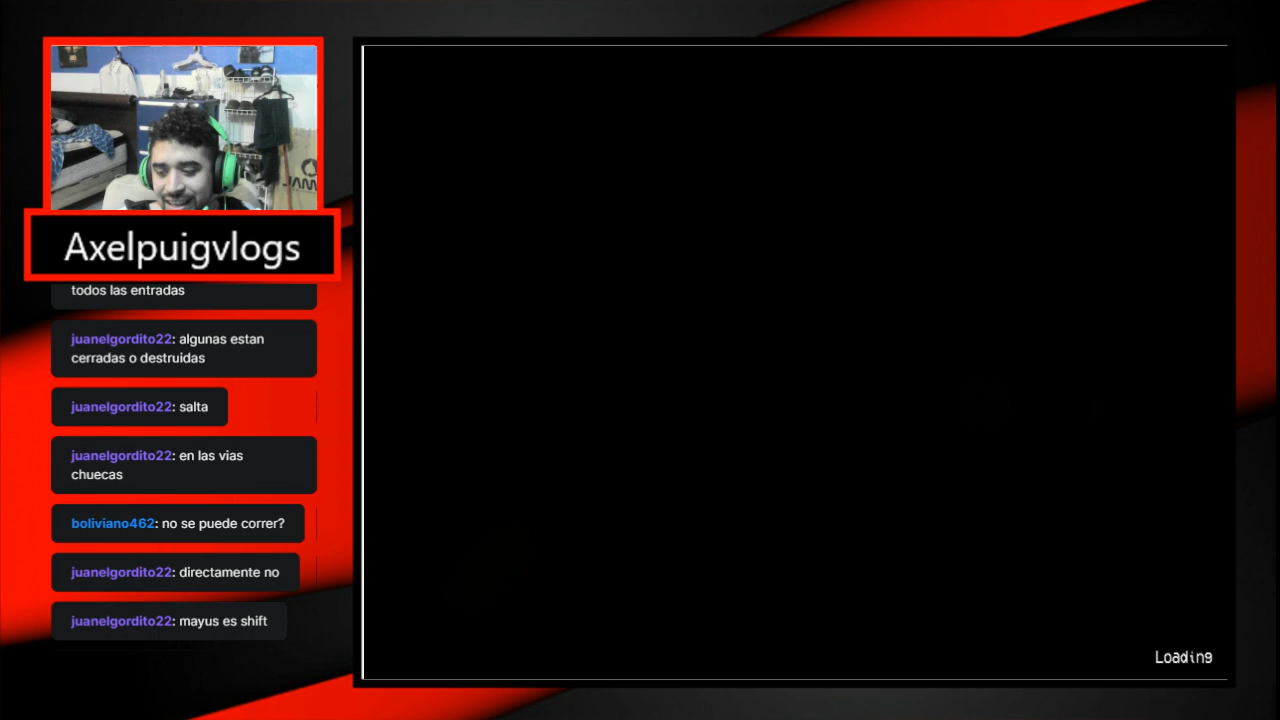 Axelpuigvlogs
todos las entradas
juanelgordito22: algunas estan
cerradas o destruidas
juanelgordito22: salta
juanelgordito22: en las vias
chuecas
boliviano462: no se puede correr?
juanelgordito22: directamente no
juanelgordito22: mayus es shift
Loading